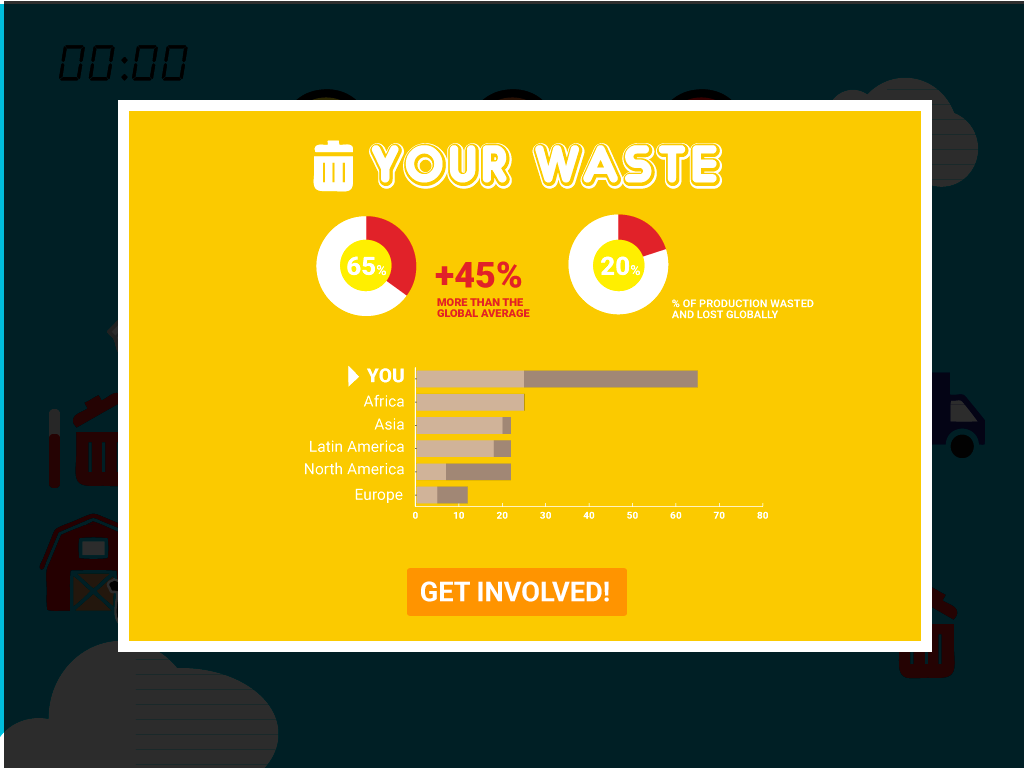 00:00
YOUR WASTE
65%
+45%
MORE THAN THE
GLOBAL AVERAGE
20%
% OF PRODUCTION WASTED
AND LOST GLOBALLY
YOU
Africa
Asia
Latin America
North America
Europe
0 10 20 30 40 50 60 70 80
GET INVOLVED!